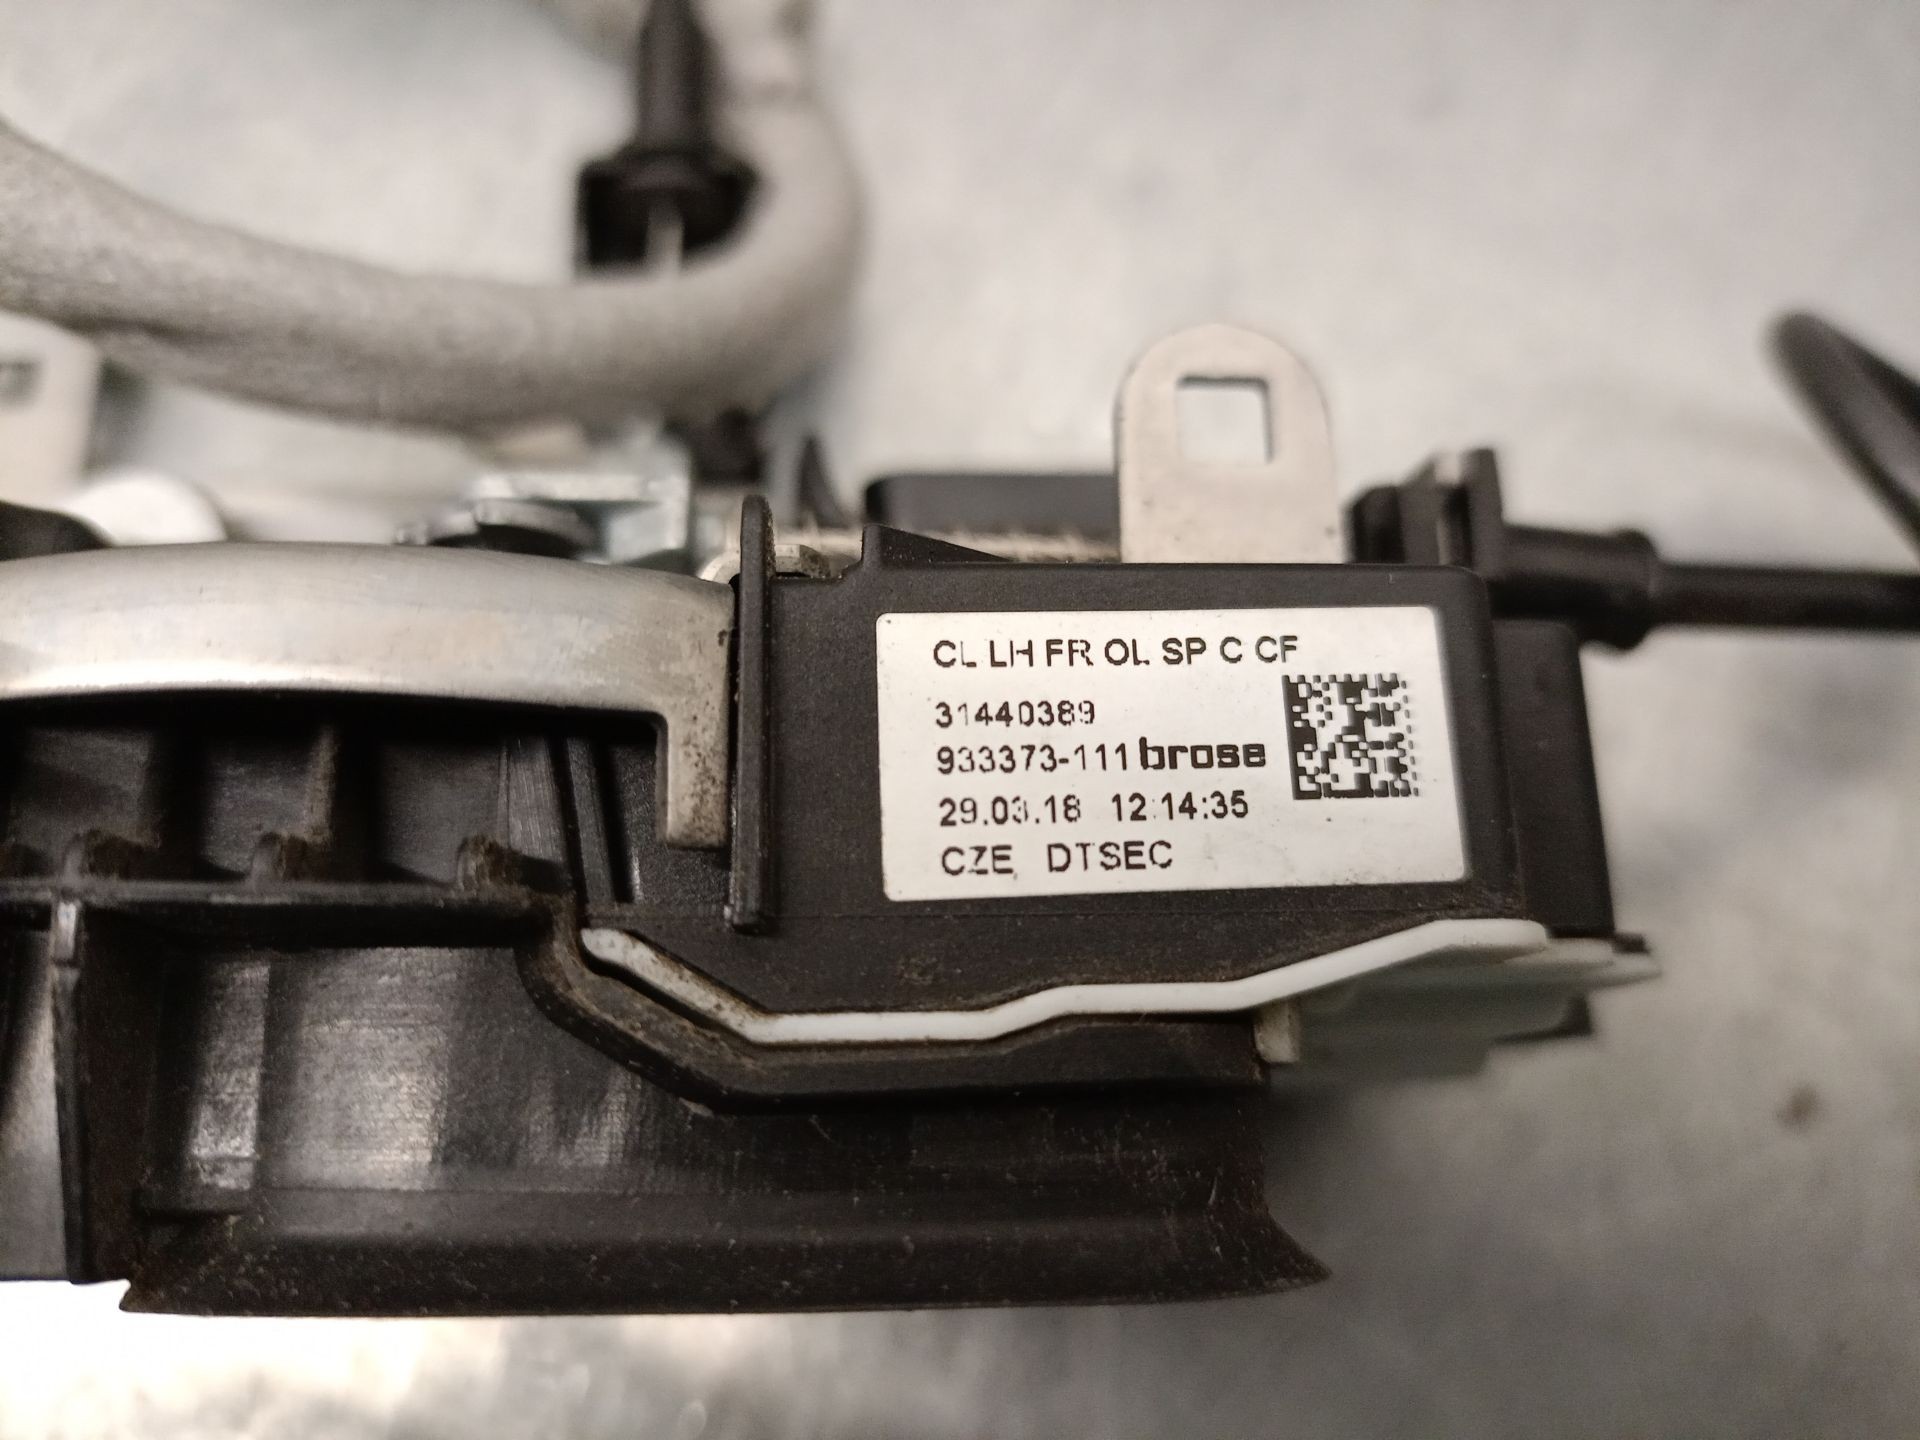 CL LH FR OL SP C CF
31440389
933373-111 brose
29.03.18 12:14:35
CZE DTSEC